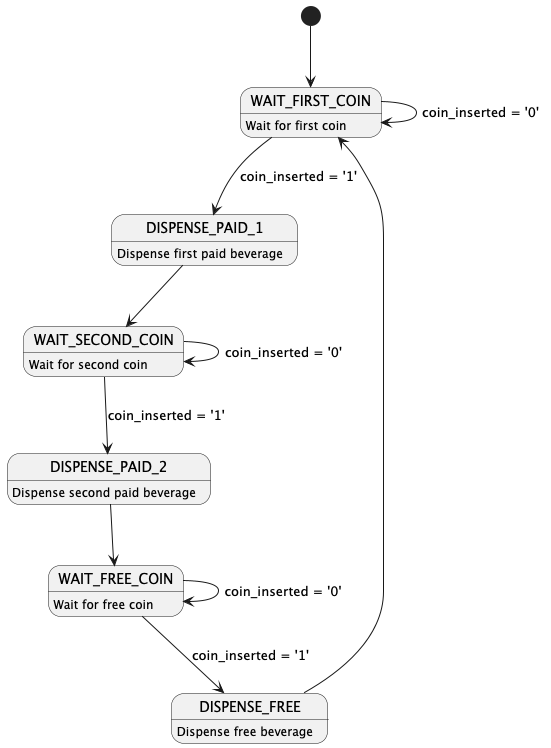 WAIT_FIRST_COIN
Wait for first coin
coin_inserted = '0'
coin_inserted = '1'
DISPENSE_PAID_1
Dispense first paid beverage
WAIT_SECOND_COIN
Wait for second coin
coin_inserted = '0'
coin_inserted = '1'
DISPENSE_PAID_2
Dispense second paid beverage
WAIT_FREE_COIN
Wait for free coin
coin_inserted = '0'
coin_inserted = '1'
DISPENSE_FREE
Dispense free beverage